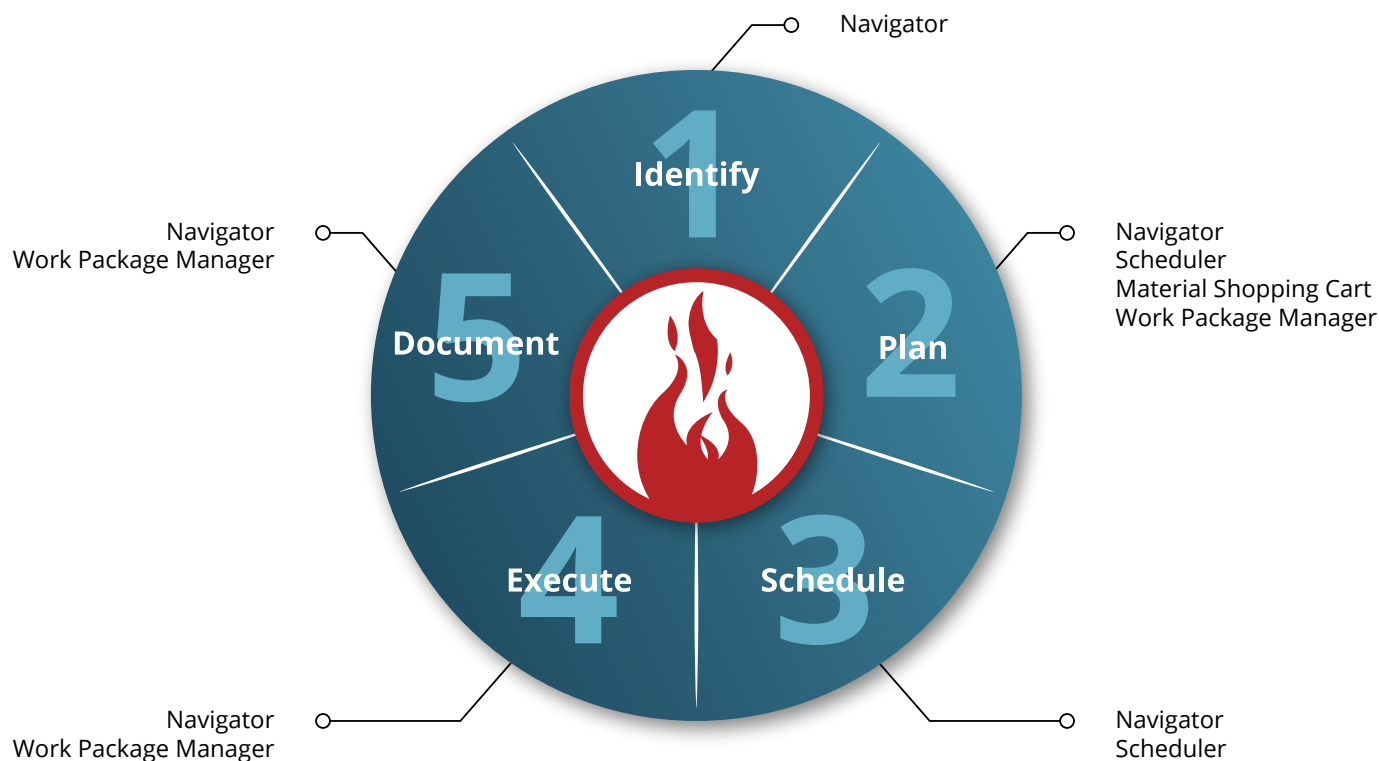 Navigator
1
Identify
Navigator
Scheduler
Material Shopping Cart
Work Package Manager
2
Plan
Navigator
Scheduler
3
Schedule
Navigator
Work Package Manager
4
Execute
Navigator
Work Package Manager
5
Document